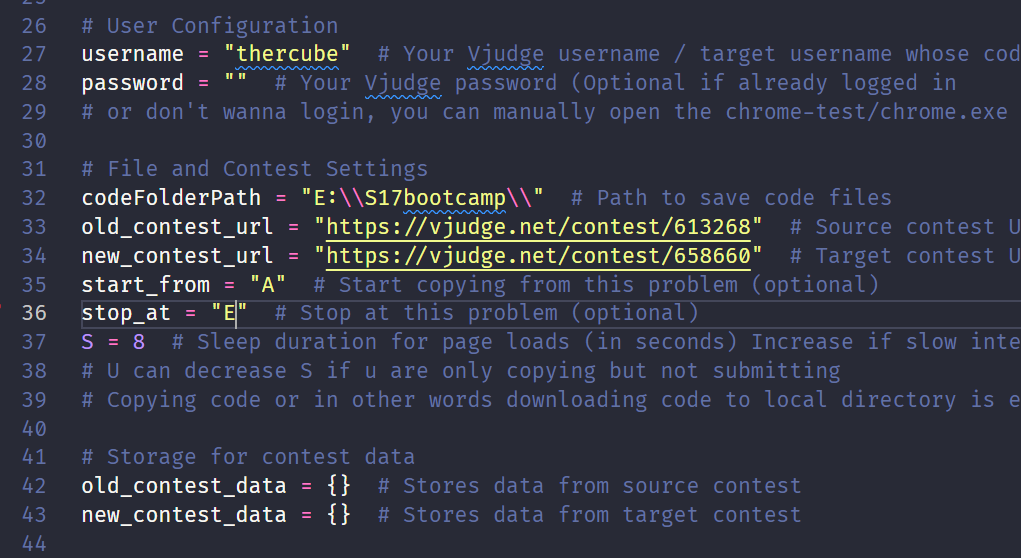 26 # User Configuration
27 username = "thercube" # Your Vjudge username / target username whose cod
28 password = "" # Your Vjudge password (Optional if already logged in
29 # or don't wanna login, you can manually open the chrome-test/chrome.exe
30
31 # File and Contest Settings
32 codeFolderPath = "E:\\S17bootcamp\\" # Path to save code files
33 old_contest_url = "https://vjudge.net/contest/613268" # Source contest U
34 new_contest_url = "https://vjudge.net/contest/658660" # Target contest U
35 start_from = "A" # Start copying from this problem (optional)
36 stop_at = "E" # Stop at this problem (optional)
37 S = 8 # Sleep duration for page loads (in seconds) Increase if slow inte
38 # U can decrease S if u are only copying but not submitting
39 # Copying code or in other words downloading code to local directory is e
40
41 # Storage for contest data
42 old_contest_data = {} # Stores data from source contest
43 new_contest_data = {} # Stores data from target contest
44